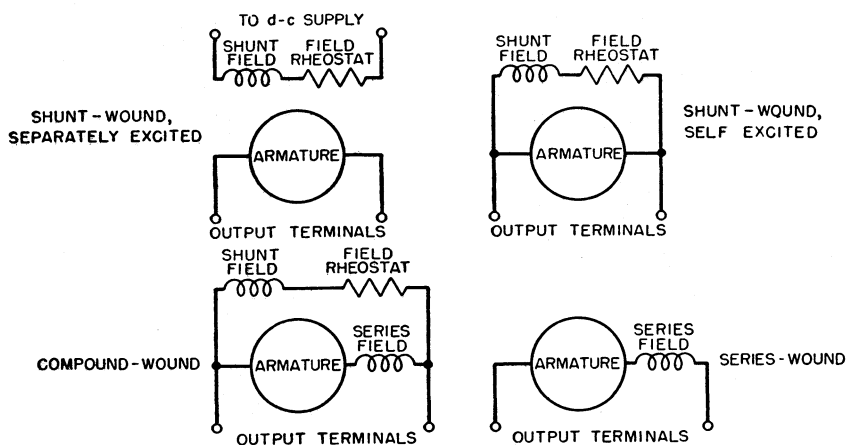 TO d-c SUPPLY
SHUNT FIELD
FIELD RHEOSTAT
SHUNT-WOUND,
SEPARATELY EXCITED
ARMATURE
OUTPUT TERMINALS
SHUNT FIELD
FIELD RHEOSTAT
ARMATURE
SHUNT-WOUND,
SELF EXCITED
OUTPUT TERMINALS
SHUNT FIELD
FIELD RHEOSTAT
COMPOUND-WOUND
ARMATURE
SERIES FIELD
OUTPUT TERMINALS
ARMATURE
SERIES FIELD
SERIES-WOUND
OUTPUT TERMINALS